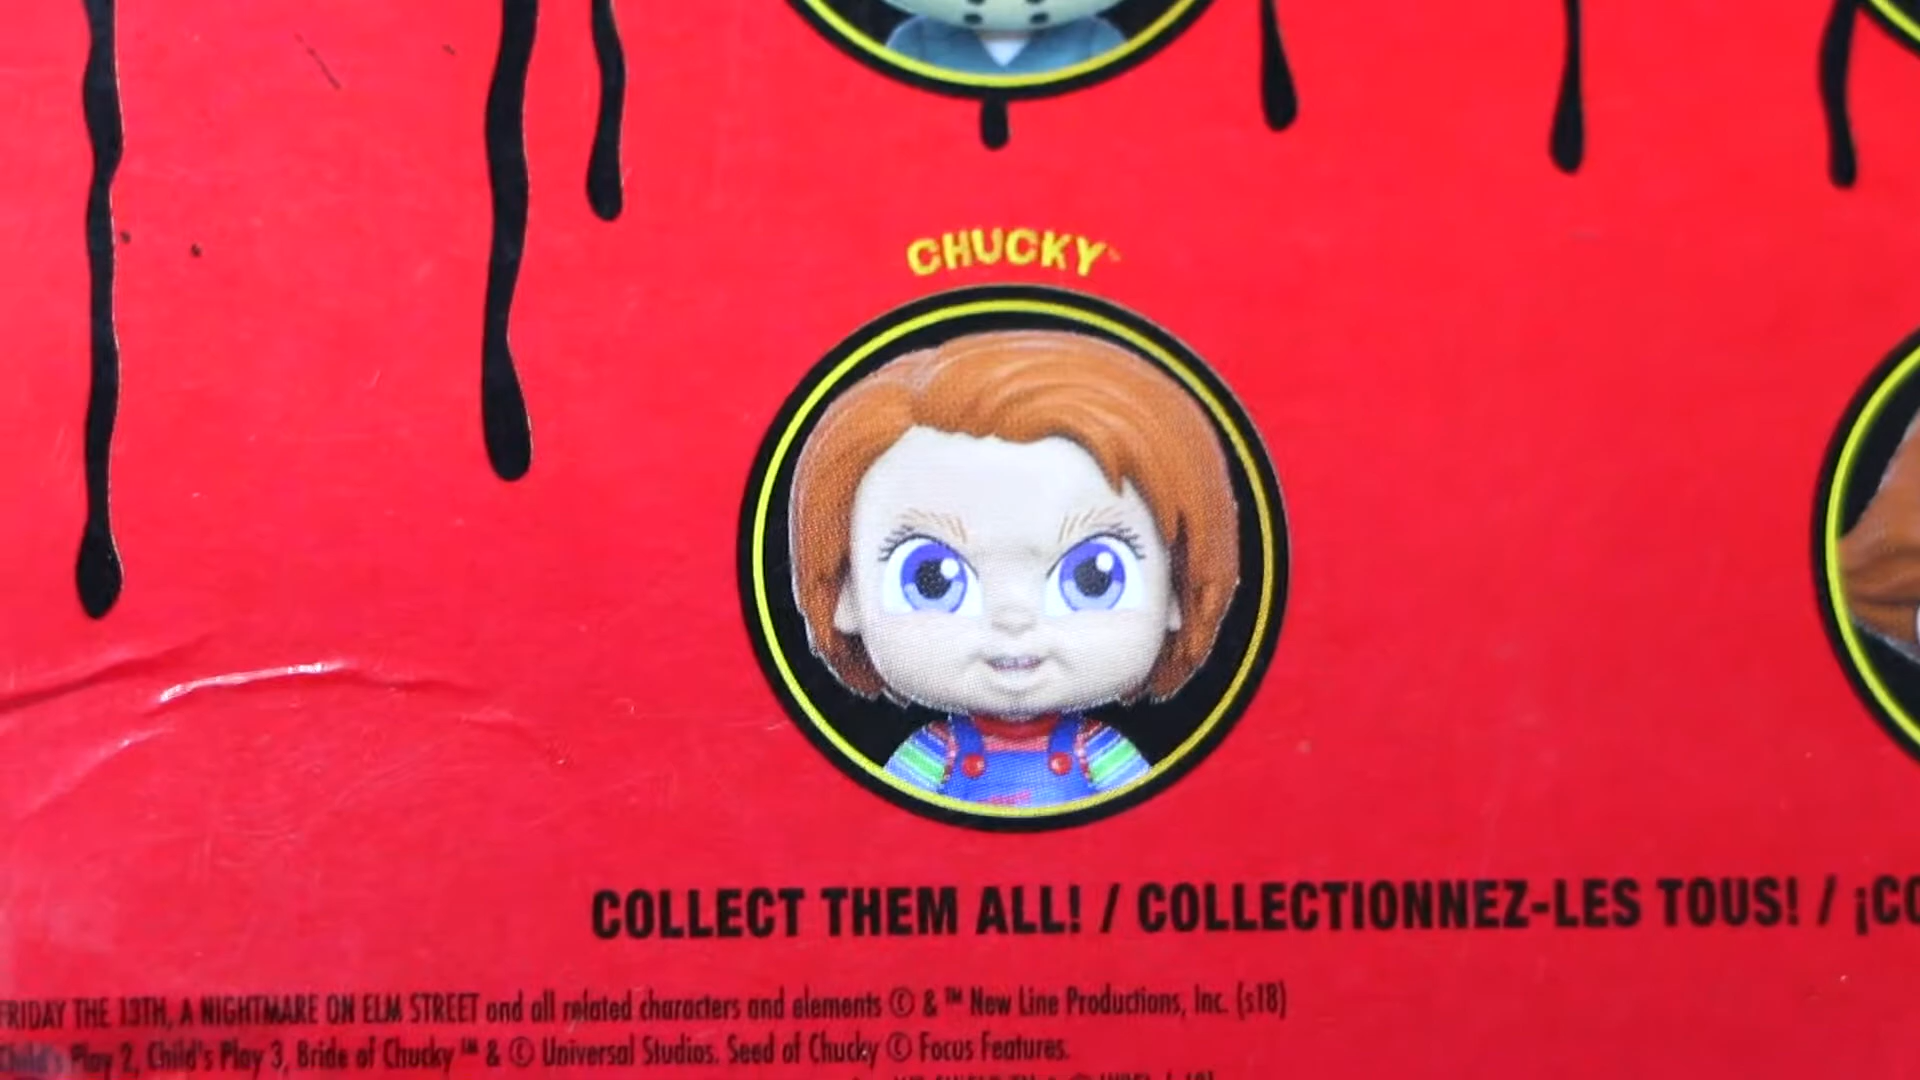 CHUCKY
COLLECT THEM ALL! / COLLECTIONNEZ-LES TOUS! / ¡CO
FRIDAY THE 13TH, A NIGHTMARE ON ELM STREET and all related characters and elements © & ™ New Line Productions, Inc. (s18)
Child's Play 2, Child's Play 3, Bride of Chucky ™ & © Universal Studios. Seed of Chucky © Focus Features.